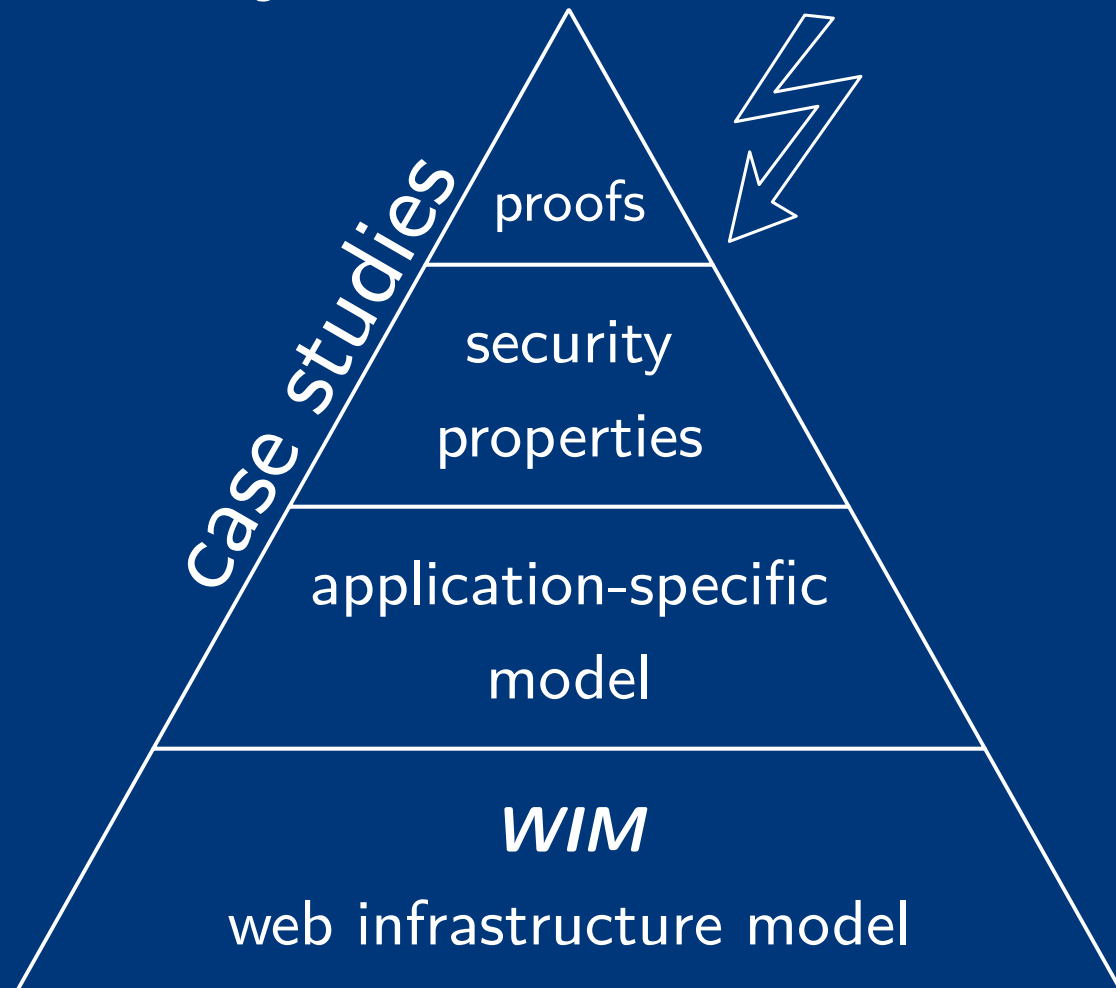 case studies
proofs
security
properties
application-specific
model
WIM
web infrastructure model